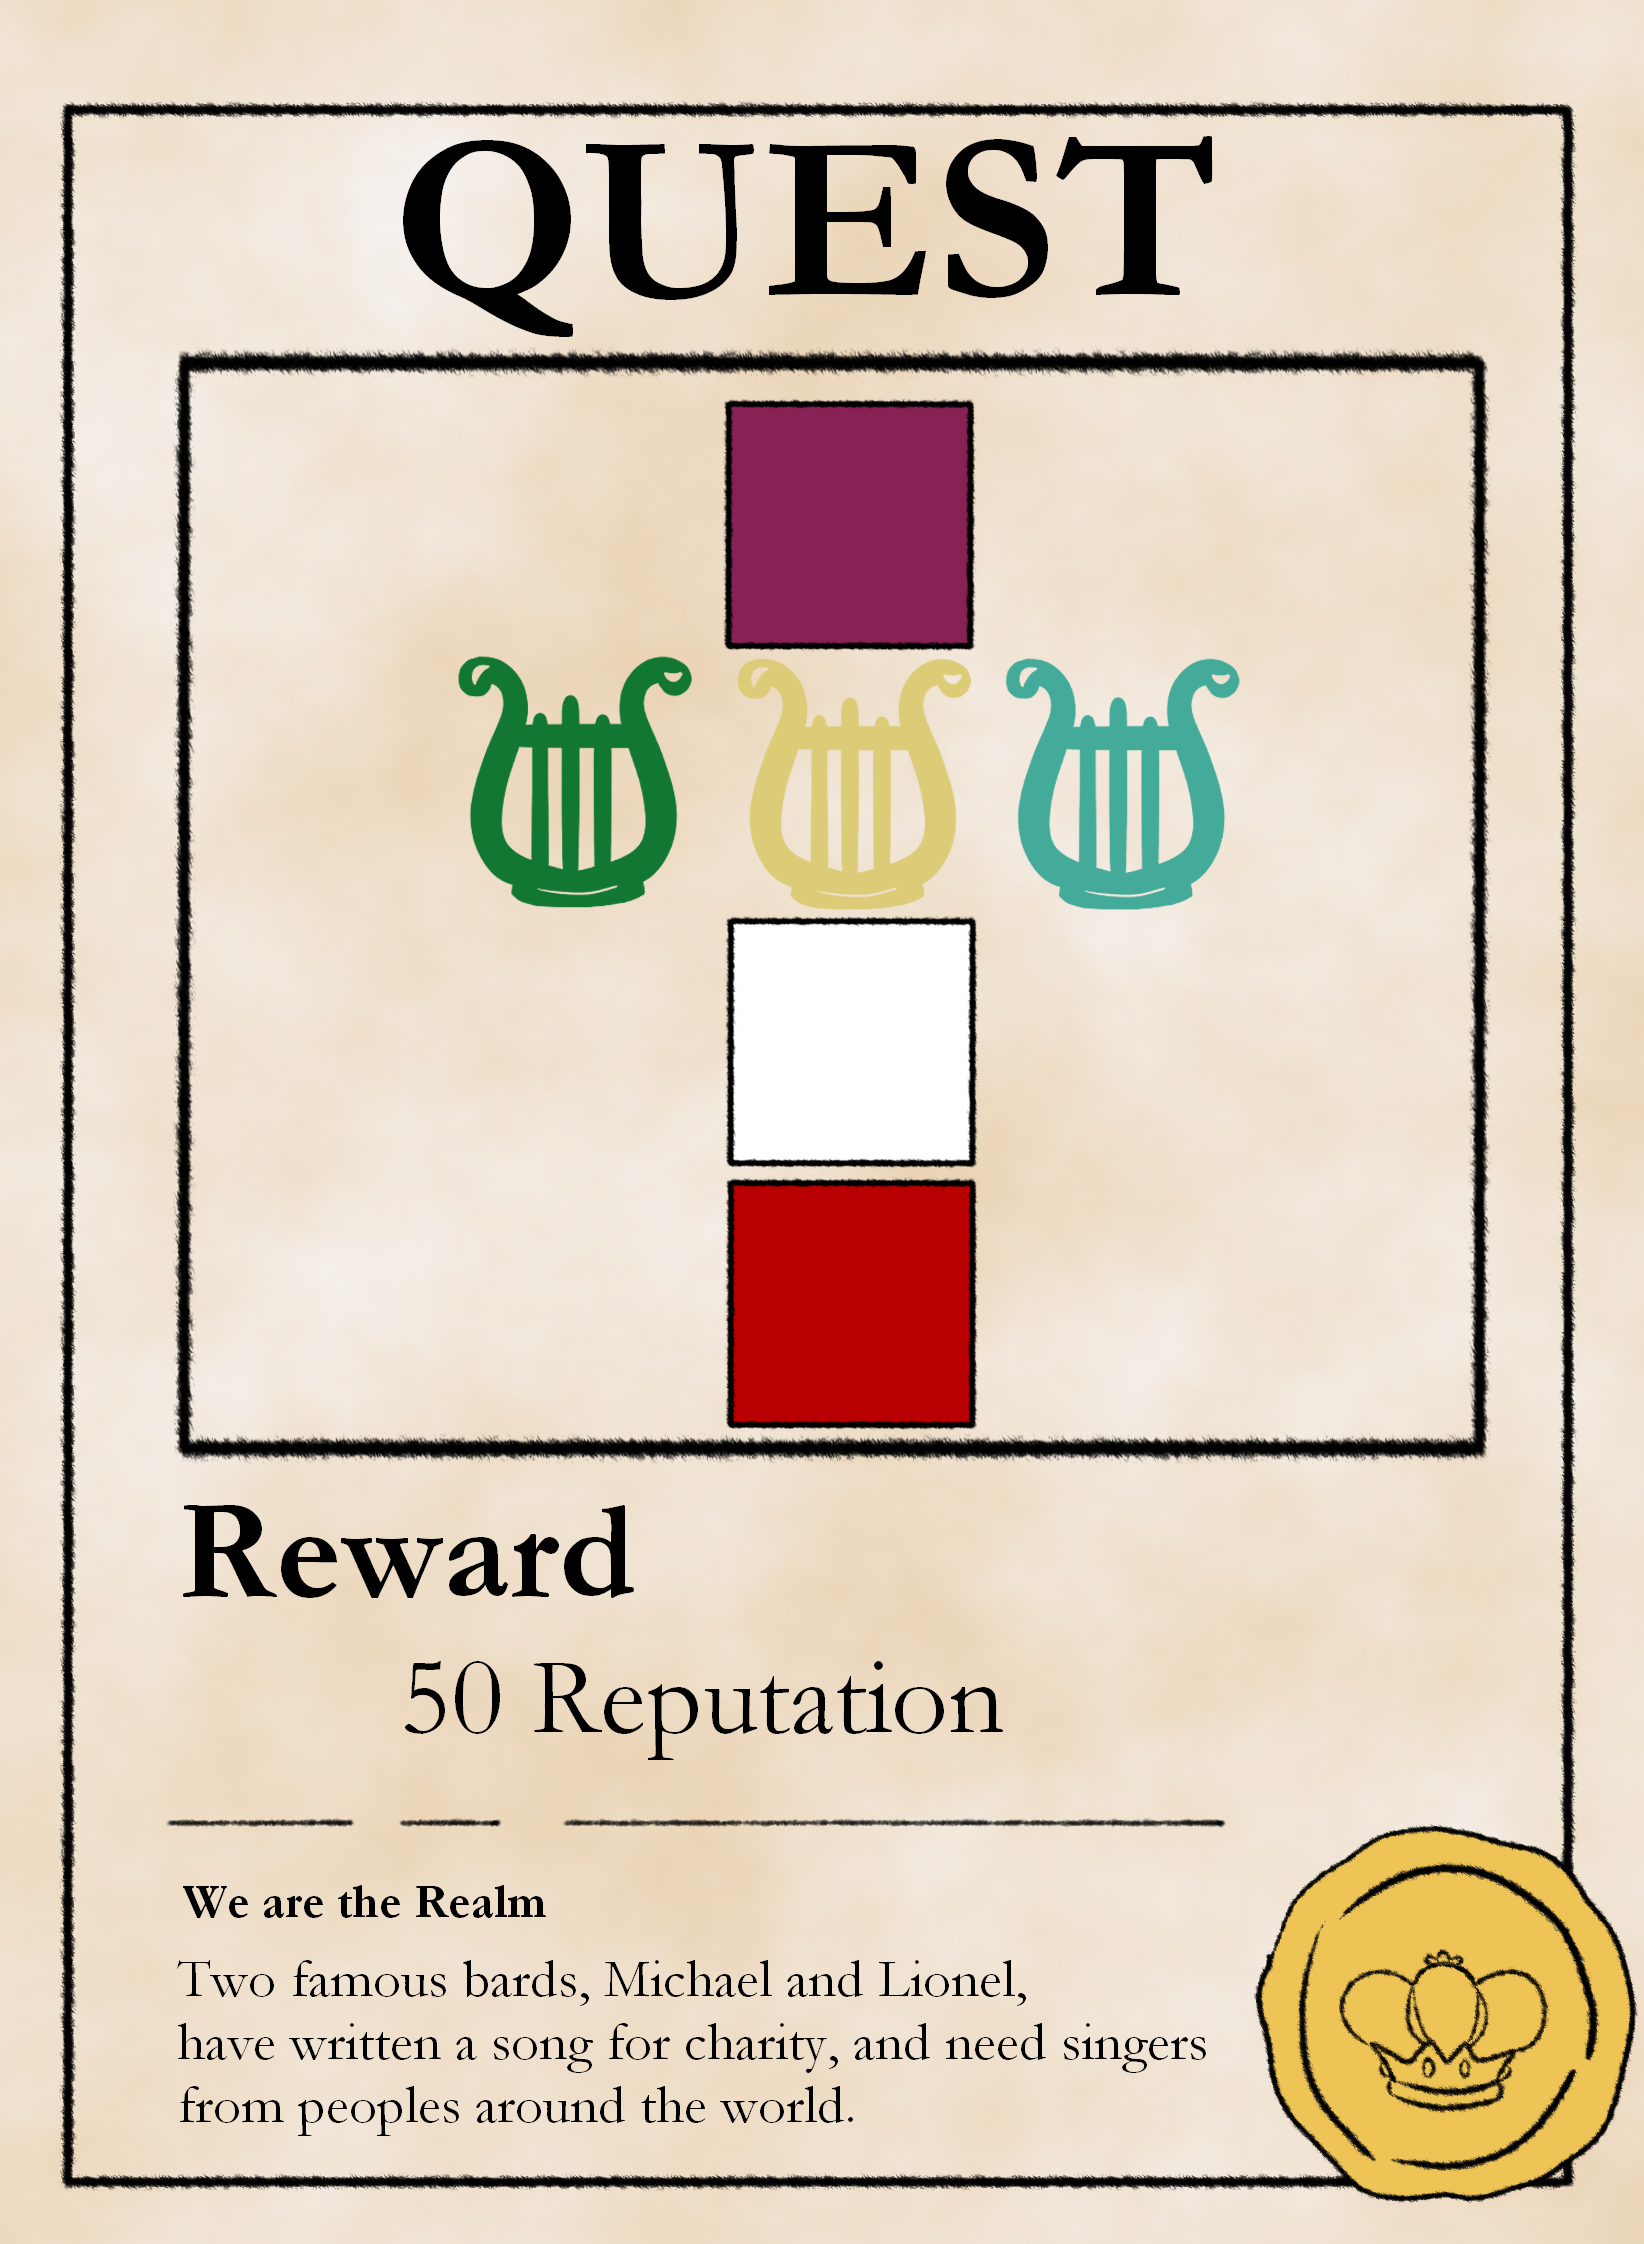 QUEST
Reward
50 Reputation
We are the Realm
Two famous bards, Michael and Lionel,
have written a song for charity, and need singers
from peoples around the world.